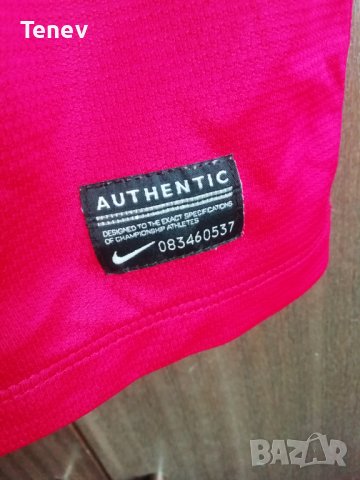 Tenev
AUTHENTIC
DESIGNED TO THE EXACT SPECIFICATIONS
OF CHAMPIONSHIP ATHLETES
083460537
BAZAR